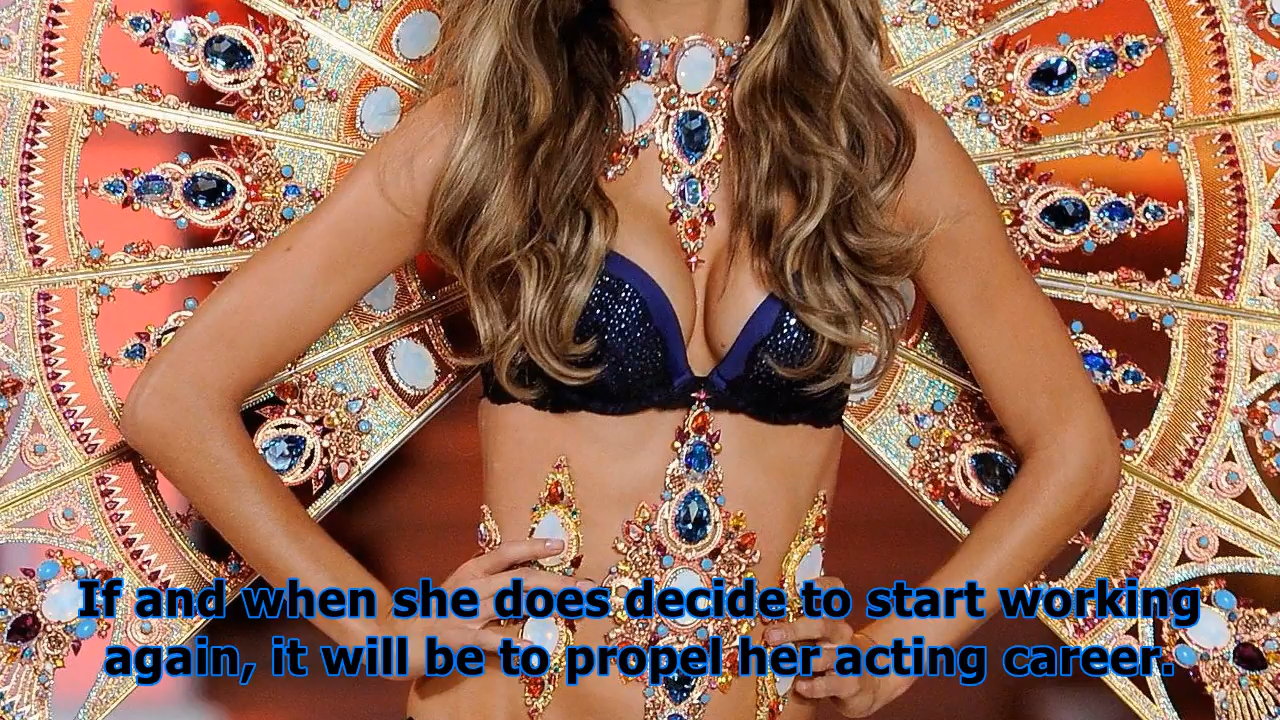 If and when she does decide to start working
again, it will be to propel her acting career.